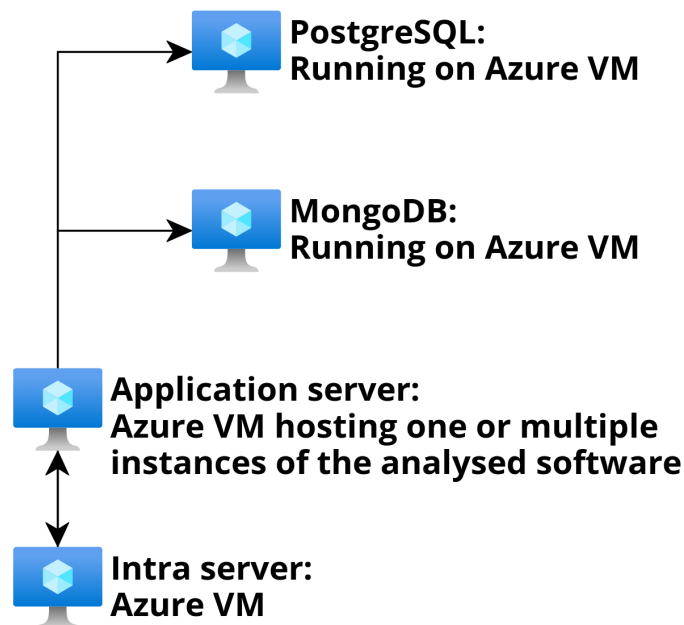 PostgreSQL:
Running on Azure VM
MongoDB:
Running on Azure VM
Application server:
Azure VM hosting one or multiple
instances of the analysed software
Intra server:
Azure VM